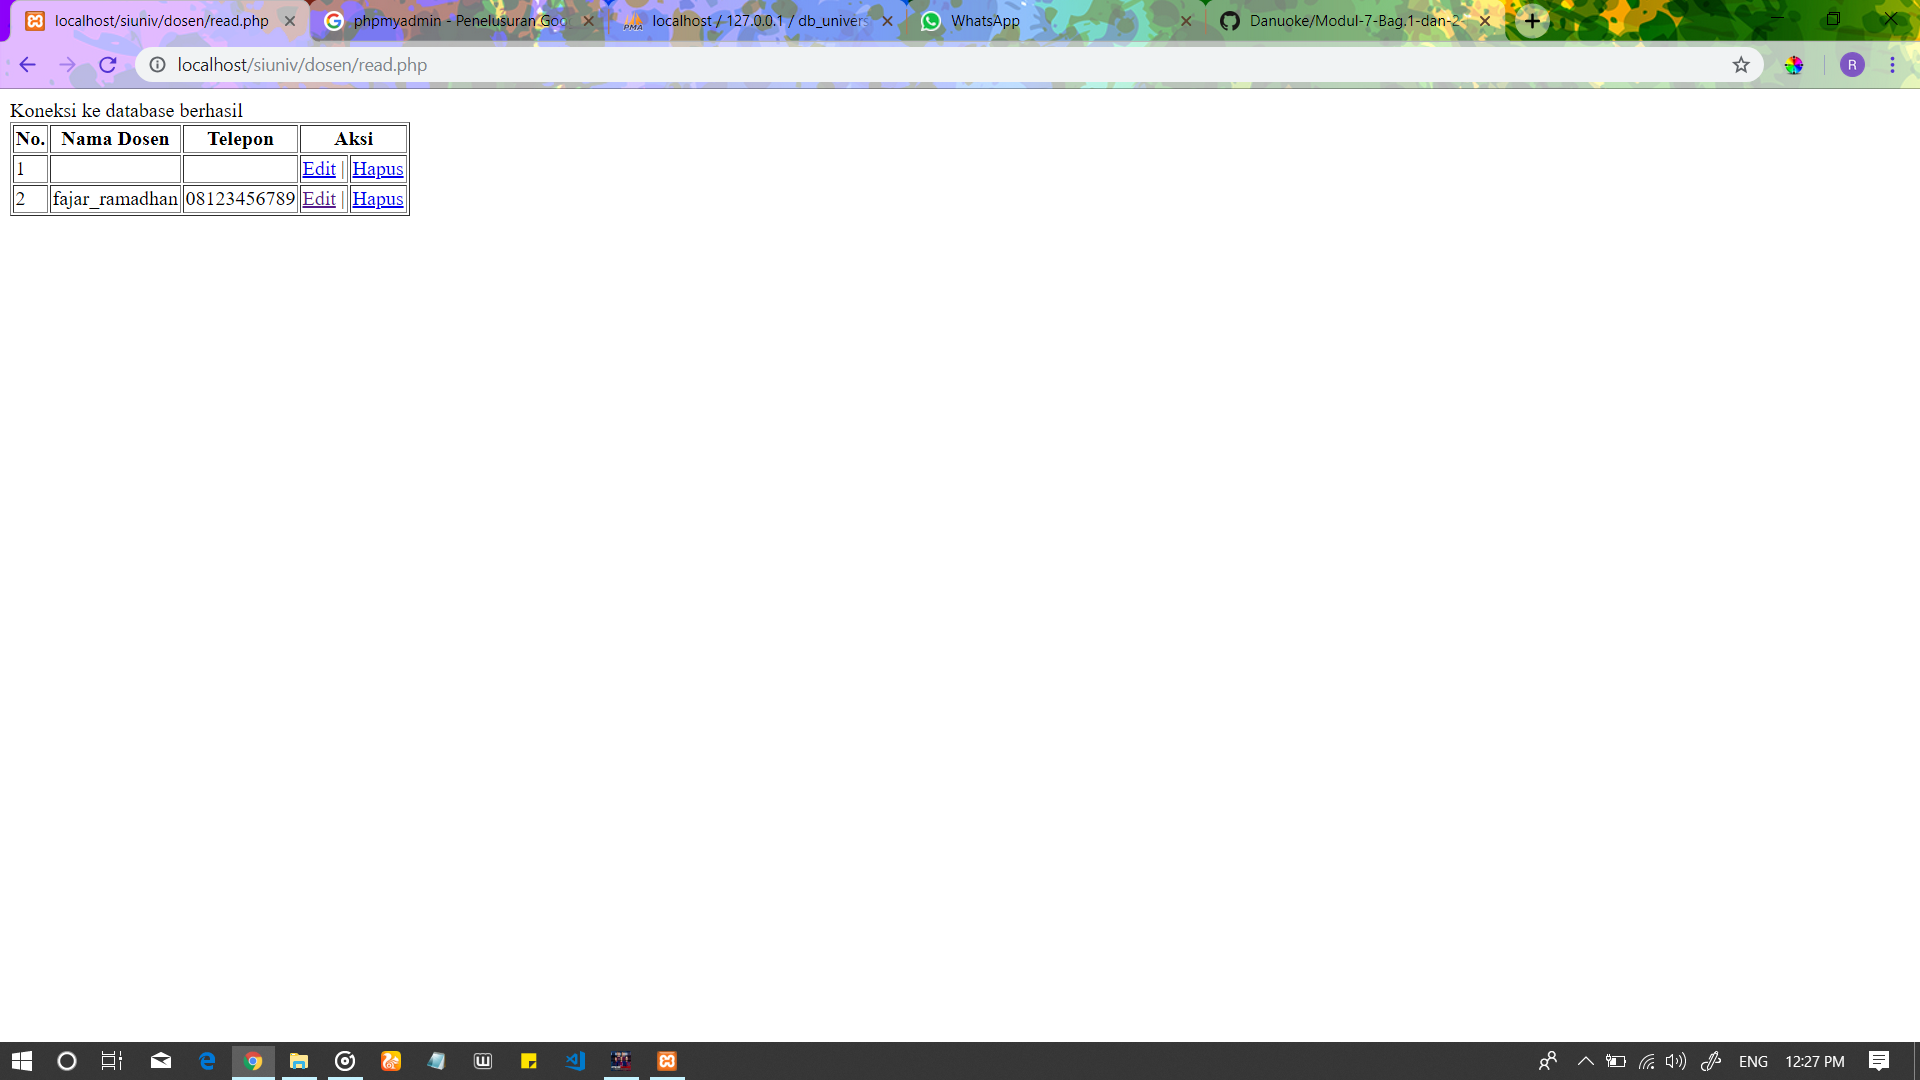 localhost/siuniv/dosen/read.php
phpmyadmin - Penelusuran Goo
localhost / 127.0.0.1 / db_univers
WhatsApp
Danuoke/Modul-7-Bag.1-dan-2-
localhost/siuniv/dosen/read.php
R
Koneksi ke database berhasil
No. Nama Dosen Telepon Aksi
1 Edit | Hapus
2 fajar_ramadhan 08123456789 Edit | Hapus
ENG 12:27 PM